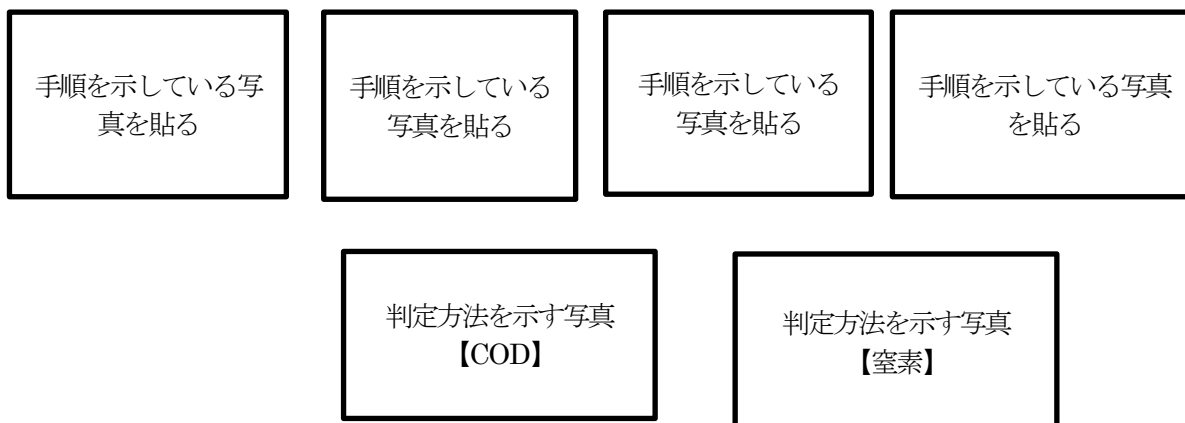 手順を示している写
真を貼る
手順を示している
写真を貼る
手順を示している
写真を貼る
手順を示している写真
を貼る
判定方法を示す写真
【COD】
判定方法を示す写真
【窒素】